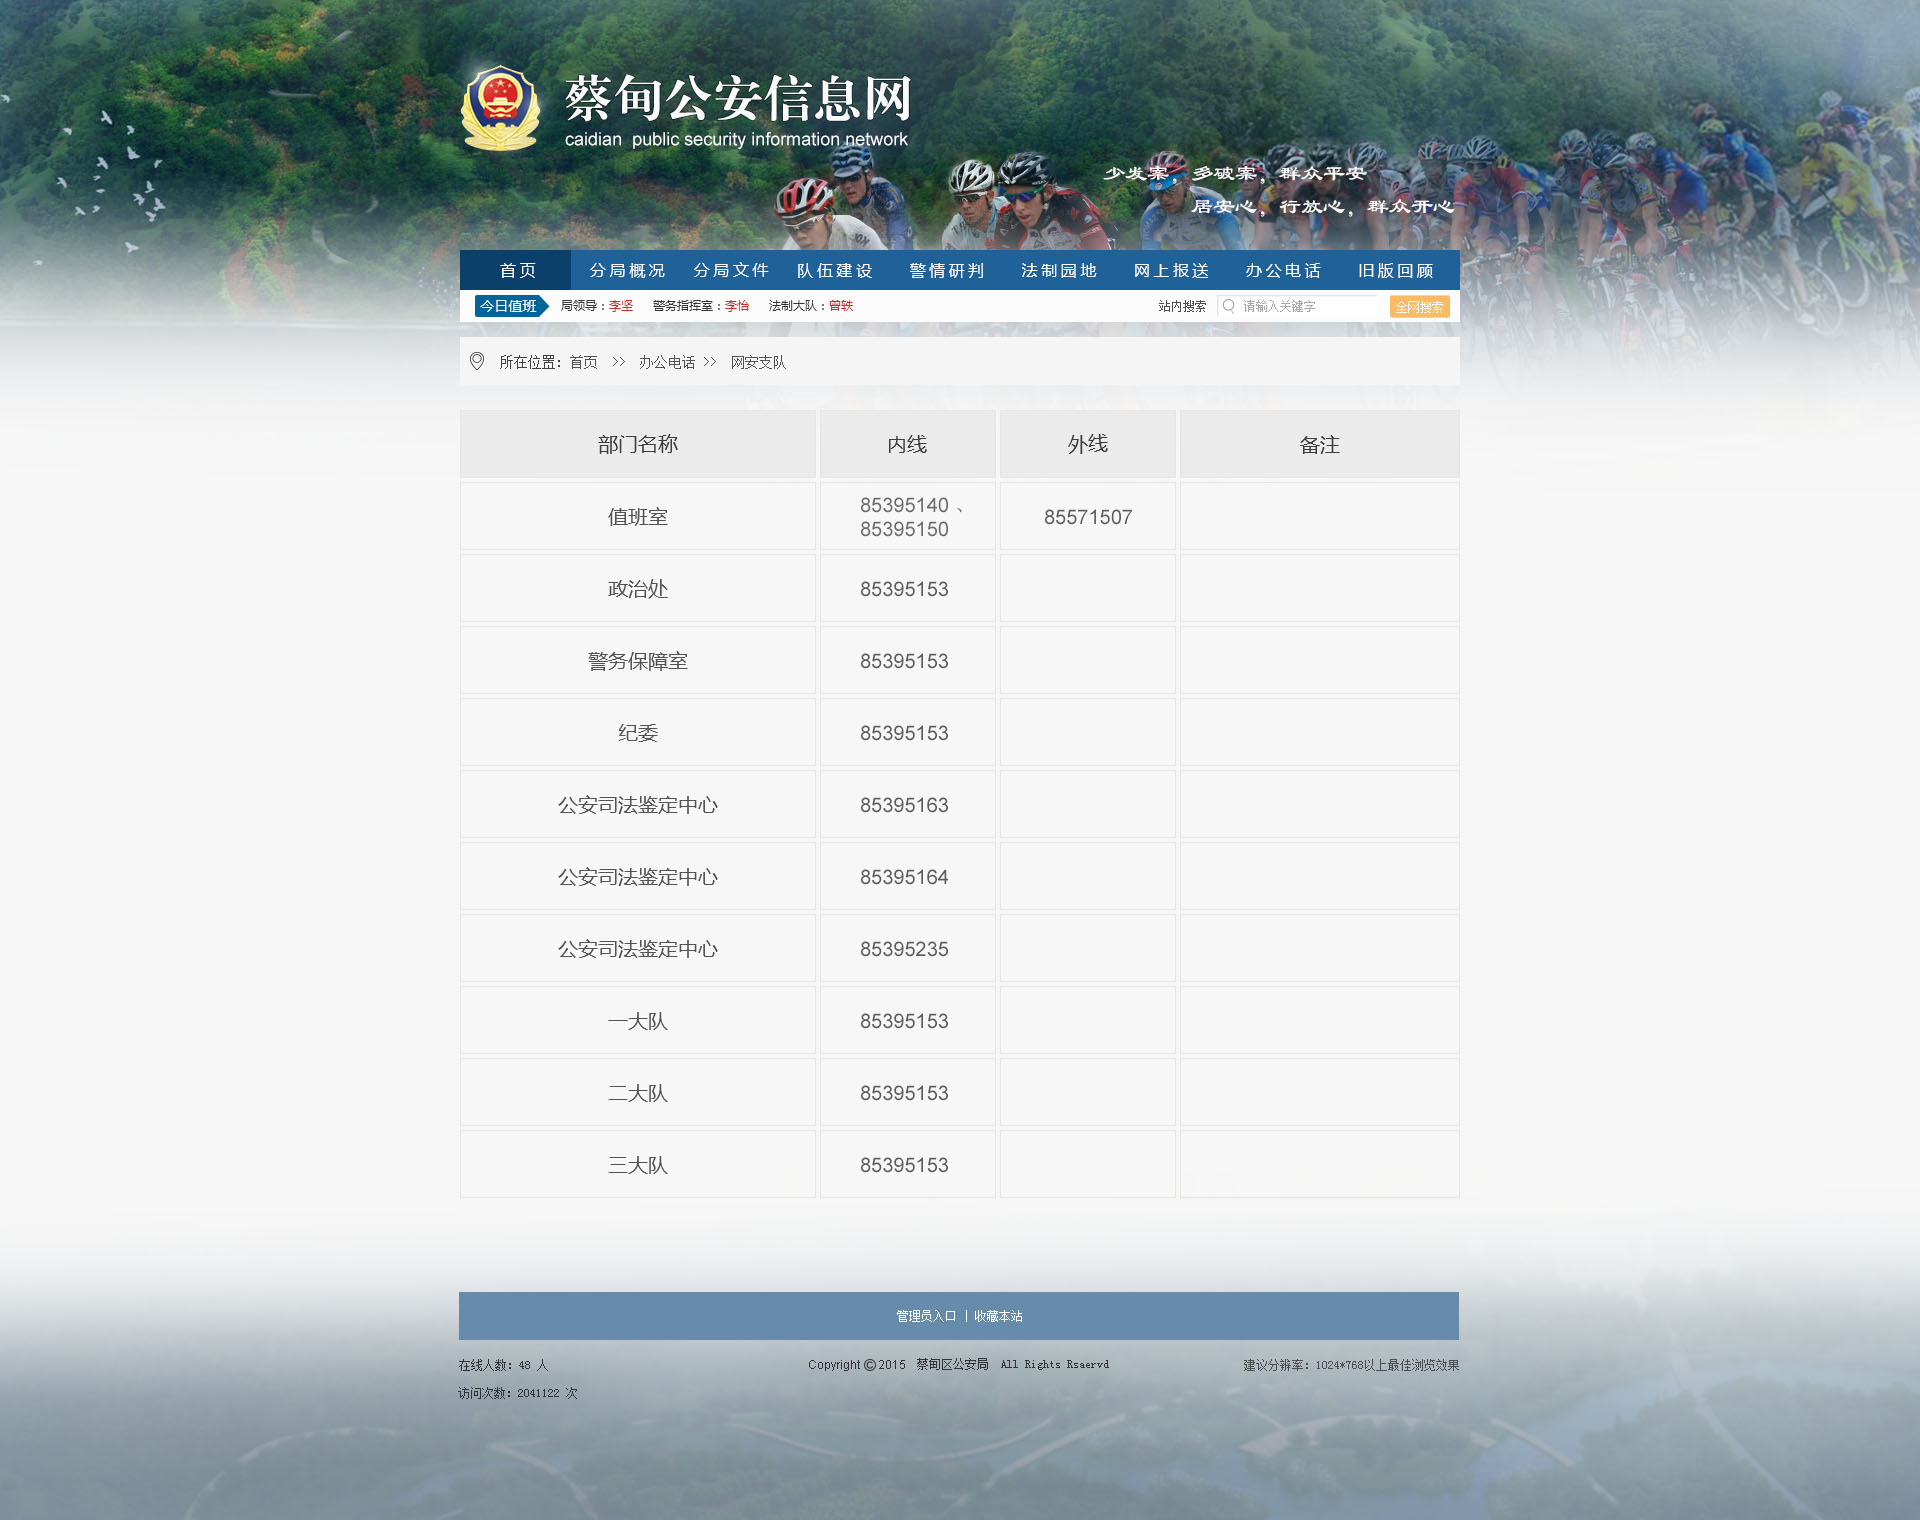 蔡甸公安信息网
caidian public security information network
少发案，多破案，群众平安
居安心，行放心，群众开心
首页 分局概况 分局文件 队伍建设 警情研判 法制园地 网上报送 办公电话 旧版回顾
今日值班 局领导：李坚 警务指挥室：李怡 法制大队：曾轶 站内搜索 请输入关键字 全网搜索
所在位置：首页 >> 办公电话 >> 网安支队
部门名称 内线 外线 备注
值班室 85395140 、 85571507
85395150
政治处 85395153
警务保障室 85395153
纪委 85395153
公安司法鉴定中心 85395163
公安司法鉴定中心 85395164
公安司法鉴定中心 85395235
一大队 85395153
二大队 85395153
三大队 85395153
管理员入口 | 收藏本站
在线人数：48 人 Copyright ©2015 蔡甸区公安局 All Rights Rsaervd 建议分辨率：1024*768以上最佳浏览效果
访问次数：2041122 次